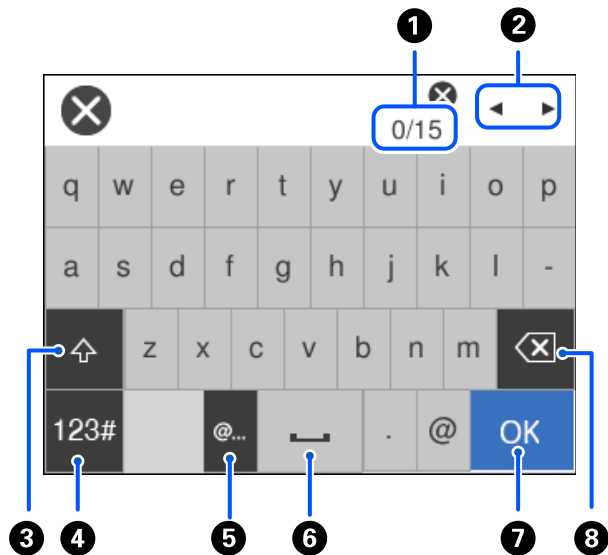 1 2
0/15
q w e r t y u i o p
a s d f g h j k l -
3 z x c v b n m
123# @... . @ OK
4 5 6 7 8